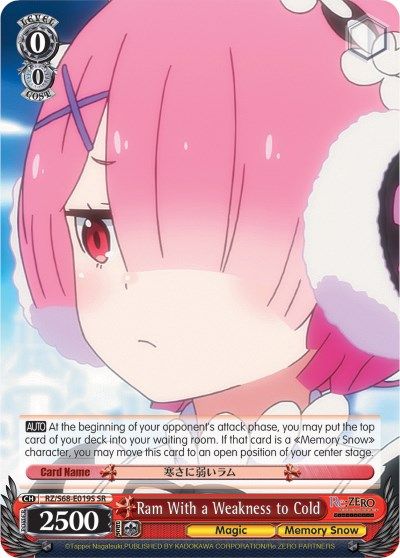 LEVEL
0
0
COST
AUTO At the beginning of your opponent's attack phase, you may put the
top card of your deck into your waiting room. If that card is a «Memory Snow»
character, you may move this card to an open position of your center stage.
Card Name 寒さに弱いラム
CH RZ/S68-E019S SR
Ram With a Weakness to Cold
Re:ZERO
POWER 2500 SOUL
Magic Memory Snow
©Tappei Nagatsuki,PUBLISHED BY KADOKAWA CORPORATION/Re:ZERO PARTNERS